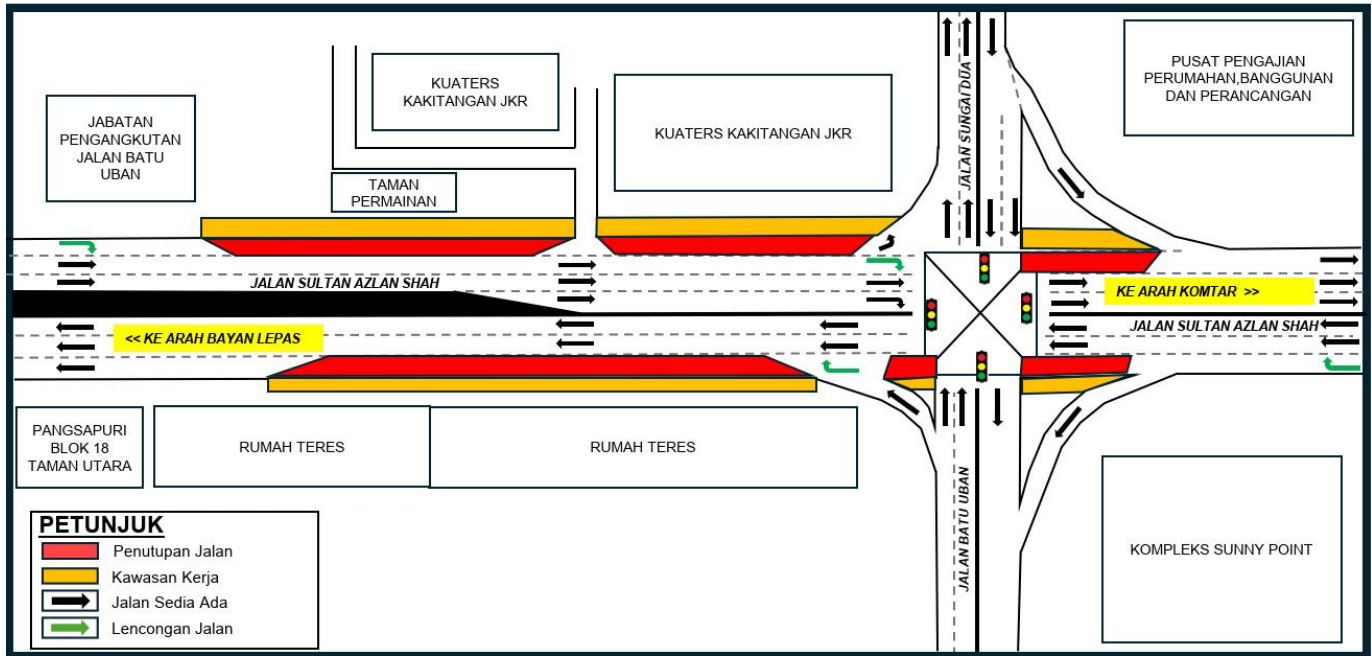 JABATAN
PENGANGKUTAN
JALAN BATU
UBAN
KUATERS
KAKITANGAN JKR
TAMAN
PERMAINAN
KUATERS KAKITANGAN JKR
JALAN SUNGAI DUA
PUSAT PENGAJIAN
PERUMAHAN,BANGGUNAN
DAN PERANCANGAN
JALAN SULTAN AZLAN SHAH
KE ARAH KOMTAR >>
<< KE ARAH BAYAN LEPAS
JALAN SULTAN AZLAN SHAH
PANGSAPURI
BLOK 18
TAMAN UTARA
RUMAH TERES
RUMAH TERES
JALAN BATU UBAN
KOMPLEKS SUNNY POINT
PETUNJUK
Penutupan Jalan
Kawasan Kerja
Jalan Sedia Ada
Lencongan Jalan